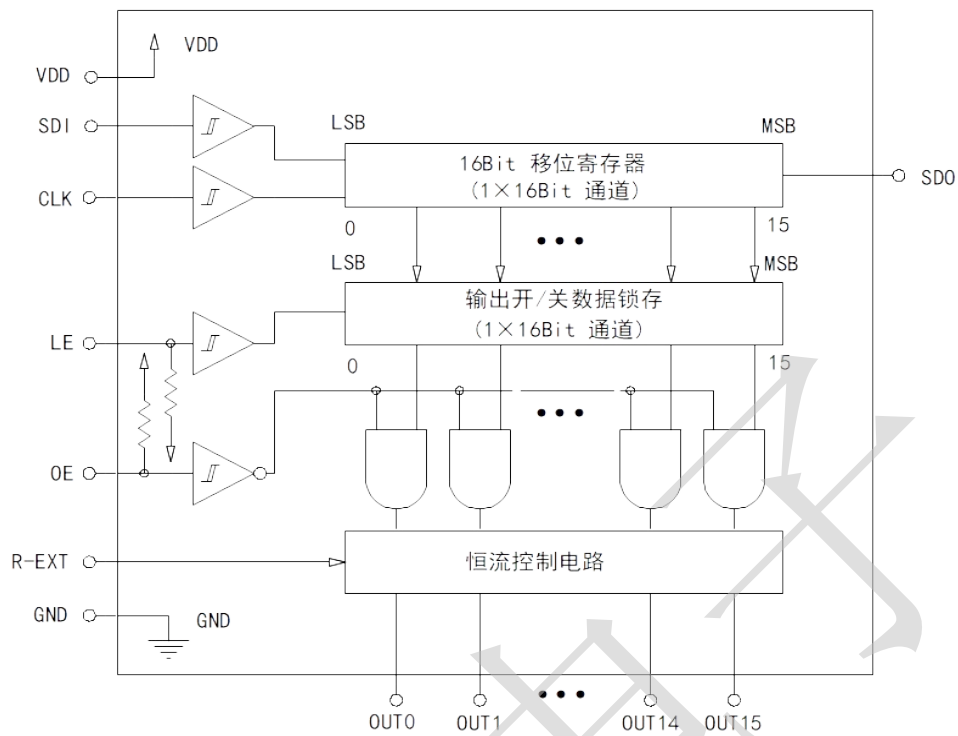 VDD
VDD
SDI
LSB
MSB
16Bit 移位寄存器
(1×16Bit 通道)
CLK
SDO
0
15
LSB
MSB
输出开/关数据锁存
(1×16Bit 通道)
LE
0
15
OE
恒流控制电路
R-EXT
GND
GND
OUT0
OUT1
OUT14
OUT15